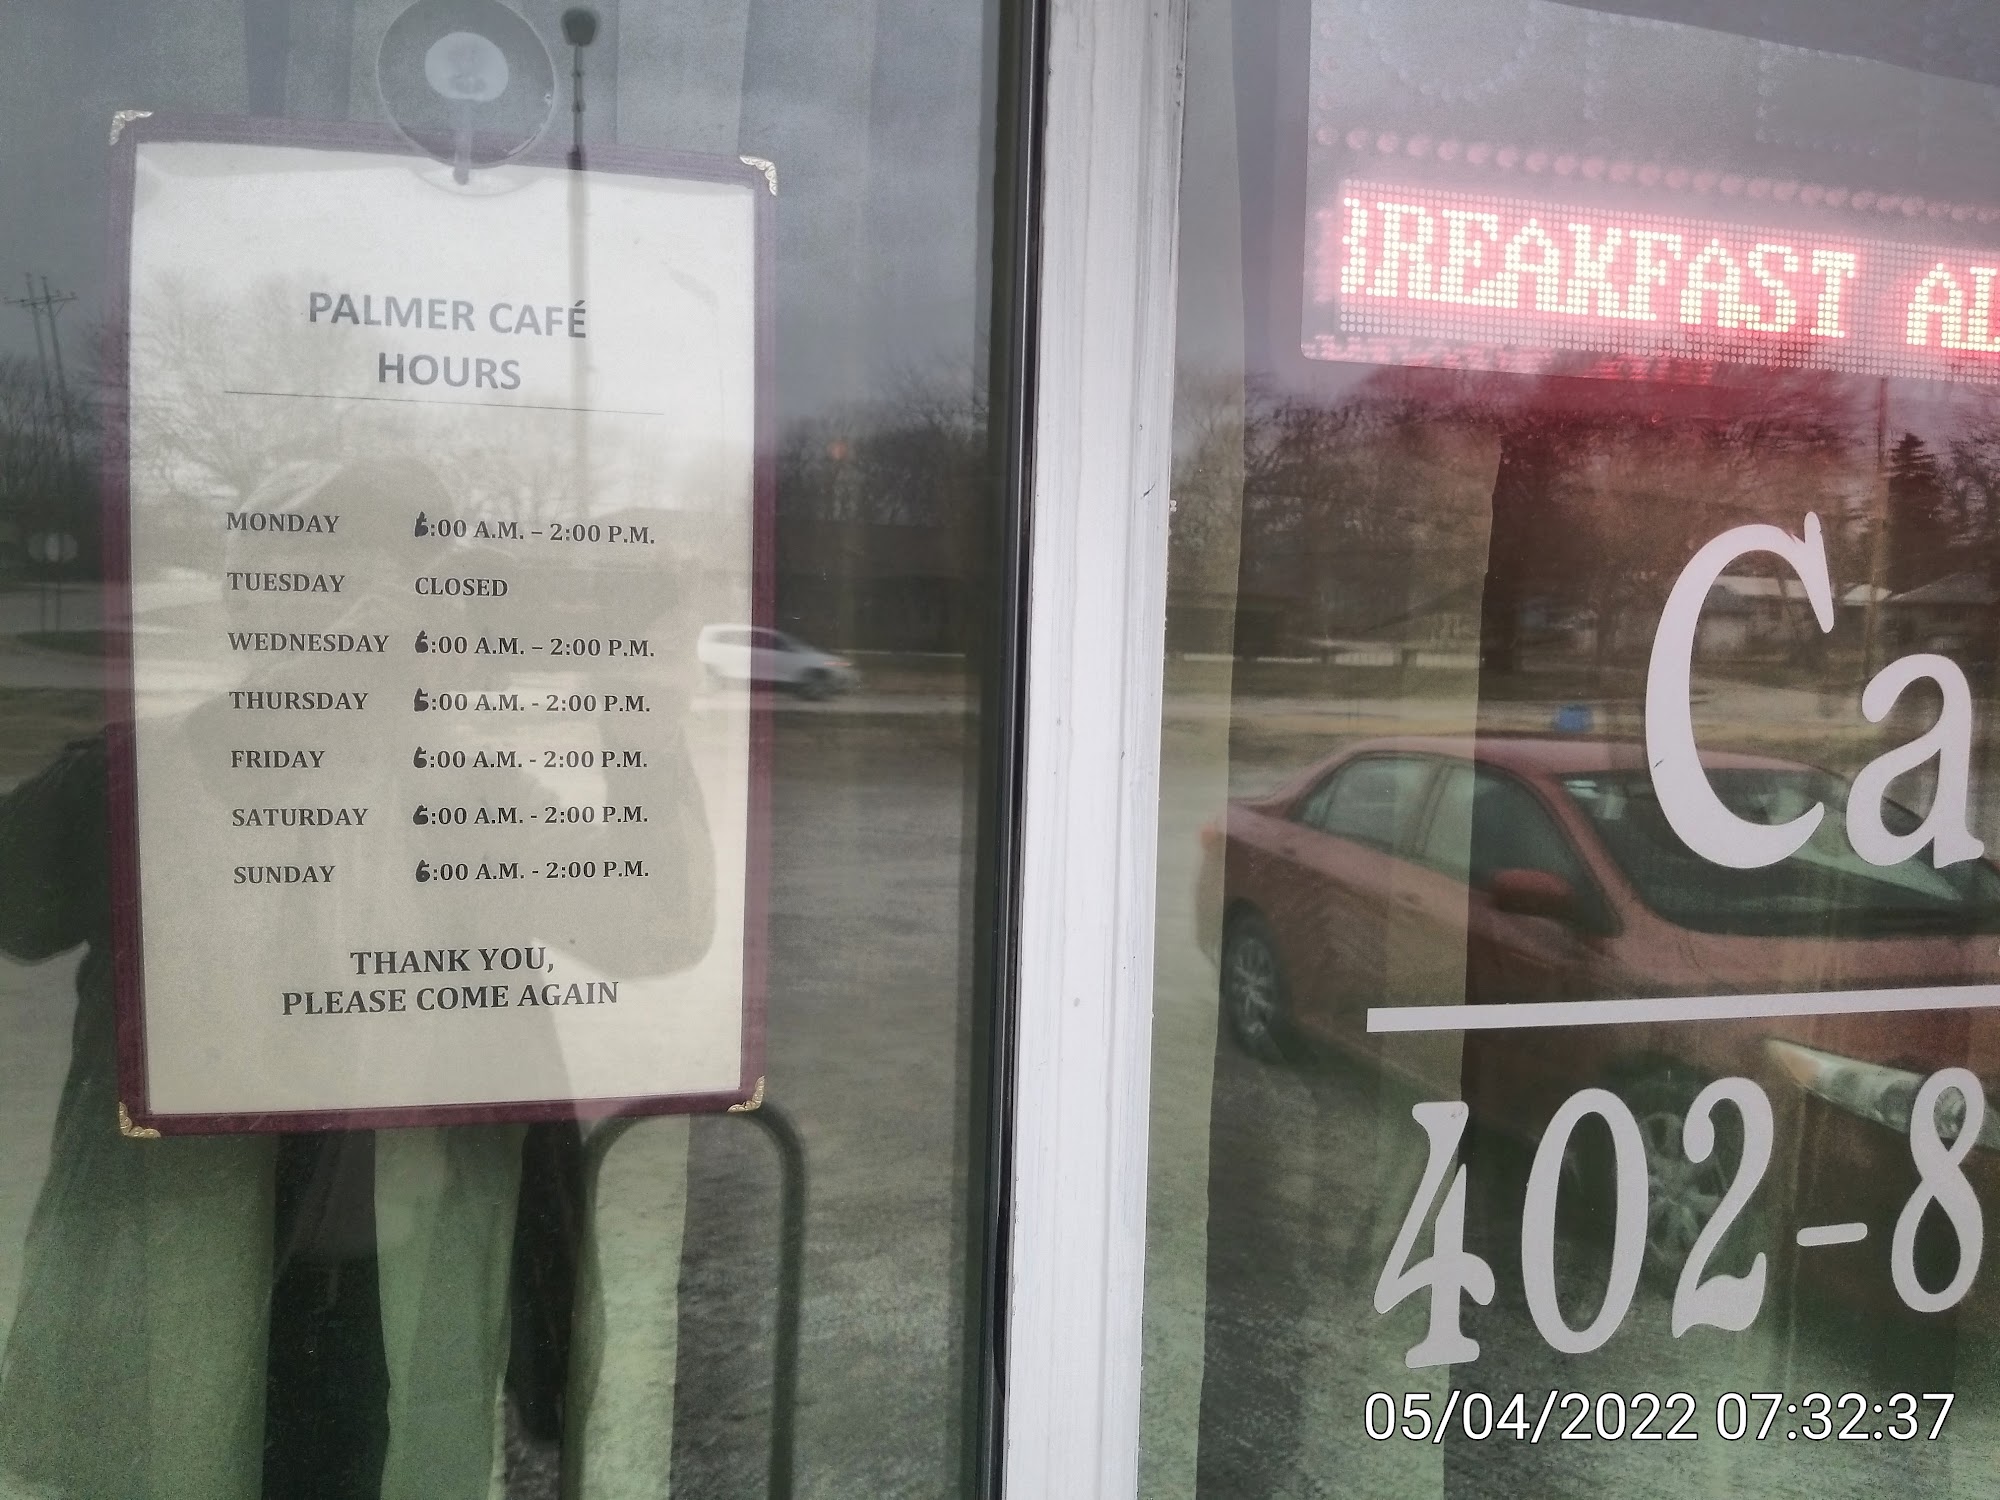 PALMER CAFÉ
HOURS
MONDAY 6:00 A.M. – 2:00 P.M.
TUESDAY CLOSED
WEDNESDAY 6:00 A.M. – 2:00 P.M.
THURSDAY 6:00 A.M. - 2:00 P.M.
FRIDAY 6:00 A.M. - 2:00 P.M.
SATURDAY 6:00 A.M. - 2:00 P.M.
SUNDAY 6:00 A.M. - 2:00 P.M.
THANK YOU,
PLEASE COME AGAIN
BREAKFAST AL
Ca
402-8
05/04/2022 07:32:37